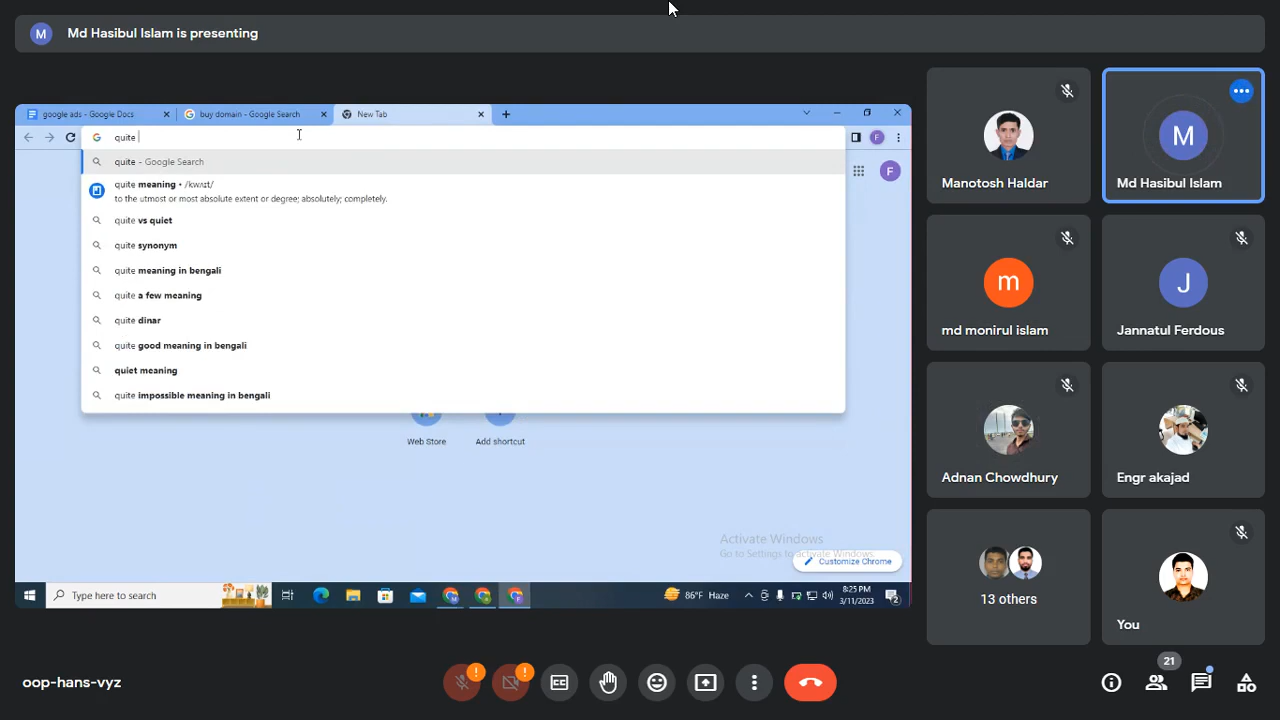 M
Md Hasibul Islam is presenting
google ads - Google Docs
buy domain - Google Search
New Tab
quite
F
quite - Google Search
quite meaning • /kwʌɪt/
to the utmost or most absolute extent or degree; absolutely; completely.
F
quite vs quiet
quite synonym
quite meaning in bengali
quite a few meaning
quite dinar
quite good meaning in bengali
quiet meaning
quite impossible meaning in bengali
Web Store
Add shortcut
Activate Windows
Go to Settings to activate Windows.
Customize Chrome
Type here to search
86°F Haze
8:25 PM
3/11/2023
2
Manotosh Haldar
M
Md Hasibul Islam
m
md monirul islam
J
Jannatul Ferdous
Adnan Chowdhury
Engr akajad
13 others
You
oop-hans-vyz
21